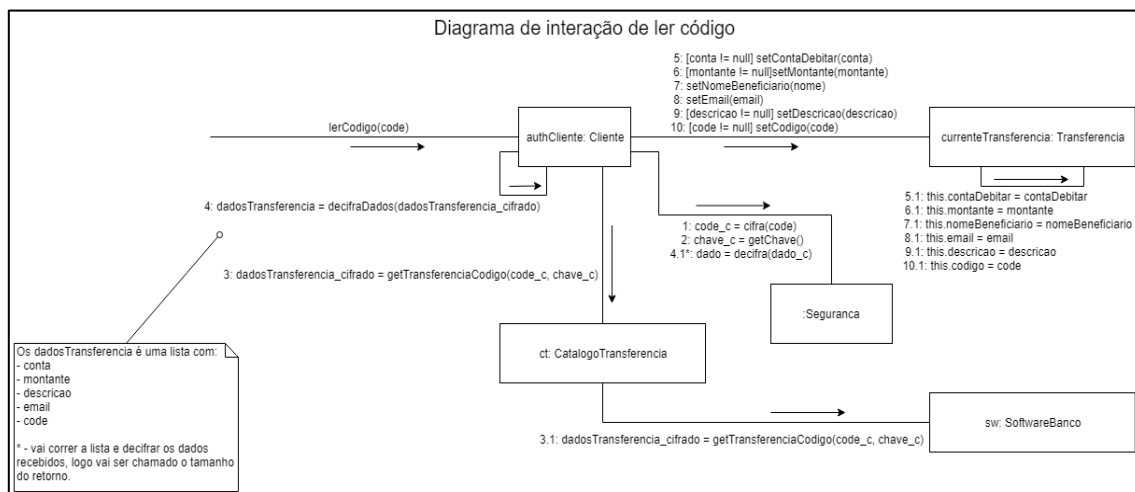 Diagrama de interação de ler código
5: [conta != null] setContaDebitar(conta)
6: [montante != null]setMontante(montante)
7: setNomeBeneficiario(nome)
8: setEmail(email)
9: [descricao != null] setDescricao(descricao)
10: [code != null] setCodigo(code)
lerCodigo(code)
authCliente: Cliente
currenteTransferencia: Transferencia
4: dadosTransferencia = decifraDados(dadosTransferencia_cifrado)
5.1: this.contaDebitar = contaDebitar
6.1: this.montante = montante
7.1: this.nomeBeneficiario = nomeBeneficiario
8.1: this.email = email
9.1: this.descricao = descricao
10.1: this.codigo = code
1: code_c = cifra(code)
2: chave_c = getChave()
4.1*: dado = decifra(dado_c)
3: dadosTransferencia_cifrado = getTransferenciaCodigo(code_c, chave_c)
:Seguranca
ct: CatalogoTransferencia
Os dadosTransferencia é uma lista com:
- conta
- montante
- descricao
- email
- code
* - vai correr a lista e decifrar os dados
recebidos, logo vai ser chamado o tamanho
do retorno.
sw: SoftwareBanco
3.1: dadosTransferencia_cifrado = getTransferenciaCodigo(code_c, chave_c)